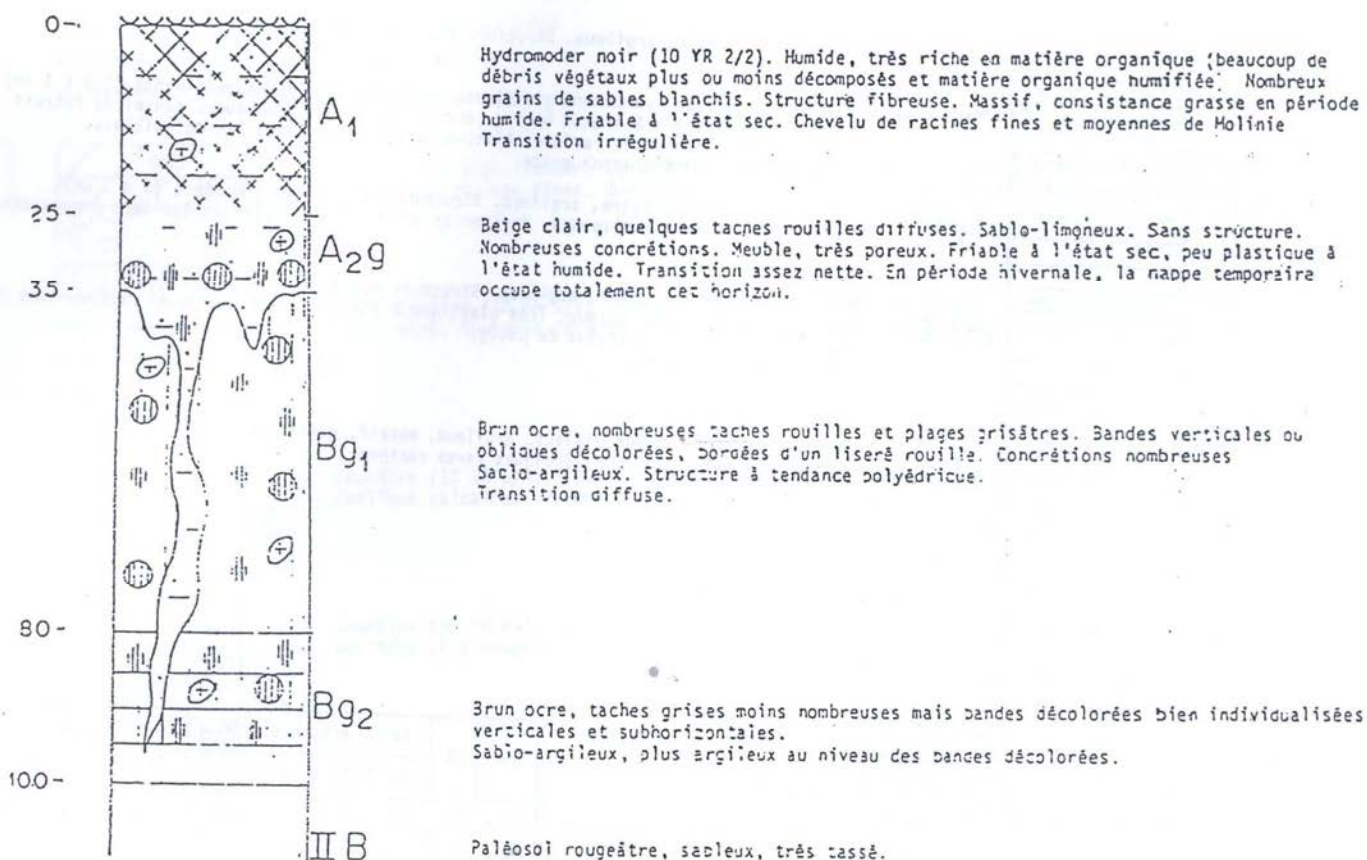 0-
Hydromoder noir (10 YR 2/2). Humide, très riche en matière organique (beaucoup de
débris végétaux plus ou moins décomposés et matière organique humifiée. Nombreux
grains de sables blanchis. Structure fibreuse. Massif, consistance grasse en période
humide. Friable à l'état sec. Chevelu de racines fines et moyennes de Molinie
Transition irrégulière.
A1
25-
Beige clair, quelques taches rouilles diffuses. Sablo-limoneux. Sans structure.
Nombreuses concrétions. Meuble, très poreux. Friable à l'état sec, peu plastique à
l'état humide. Transition assez nette. En période hivernale, la nappe temporaire
occupe totalement cet horizon.
A2g
35-
Brun ocre, nombreuses taches rouilles et plages grisâtres. Bandes verticales ou
obliques décolorées, bordées d'un liseré rouille. Concrétions nombreuses
Sablo-argileux. Structure à tendance polyédrique.
Transition diffuse.
Bg1
80-
Bg2
Brun ocre, taches grises moins nombreuses mais bandes décolorées bien individualisées
verticales et subhorizontales.
Sablo-argileux, plus argileux au niveau des bandes décolorées.
100-
II B
Paléosol rougeâtre, sableux, très tassé.